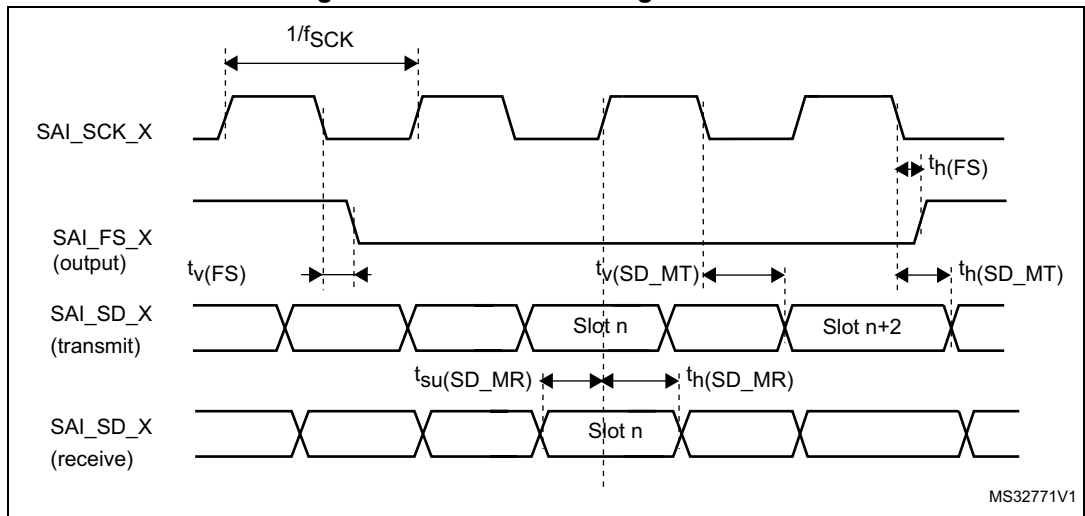 1/fSCK
SAI_SCK_X
th(FS)
SAI_FS_X
(output)
tv(FS)
tv(SD_MT)
th(SD_MT)
SAI_SD_X
(transmit)
Slot n
Slot n+2
tsu(SD_MR)
th(SD_MR)
SAI_SD_X
(receive)
Slot n
MS32771V1